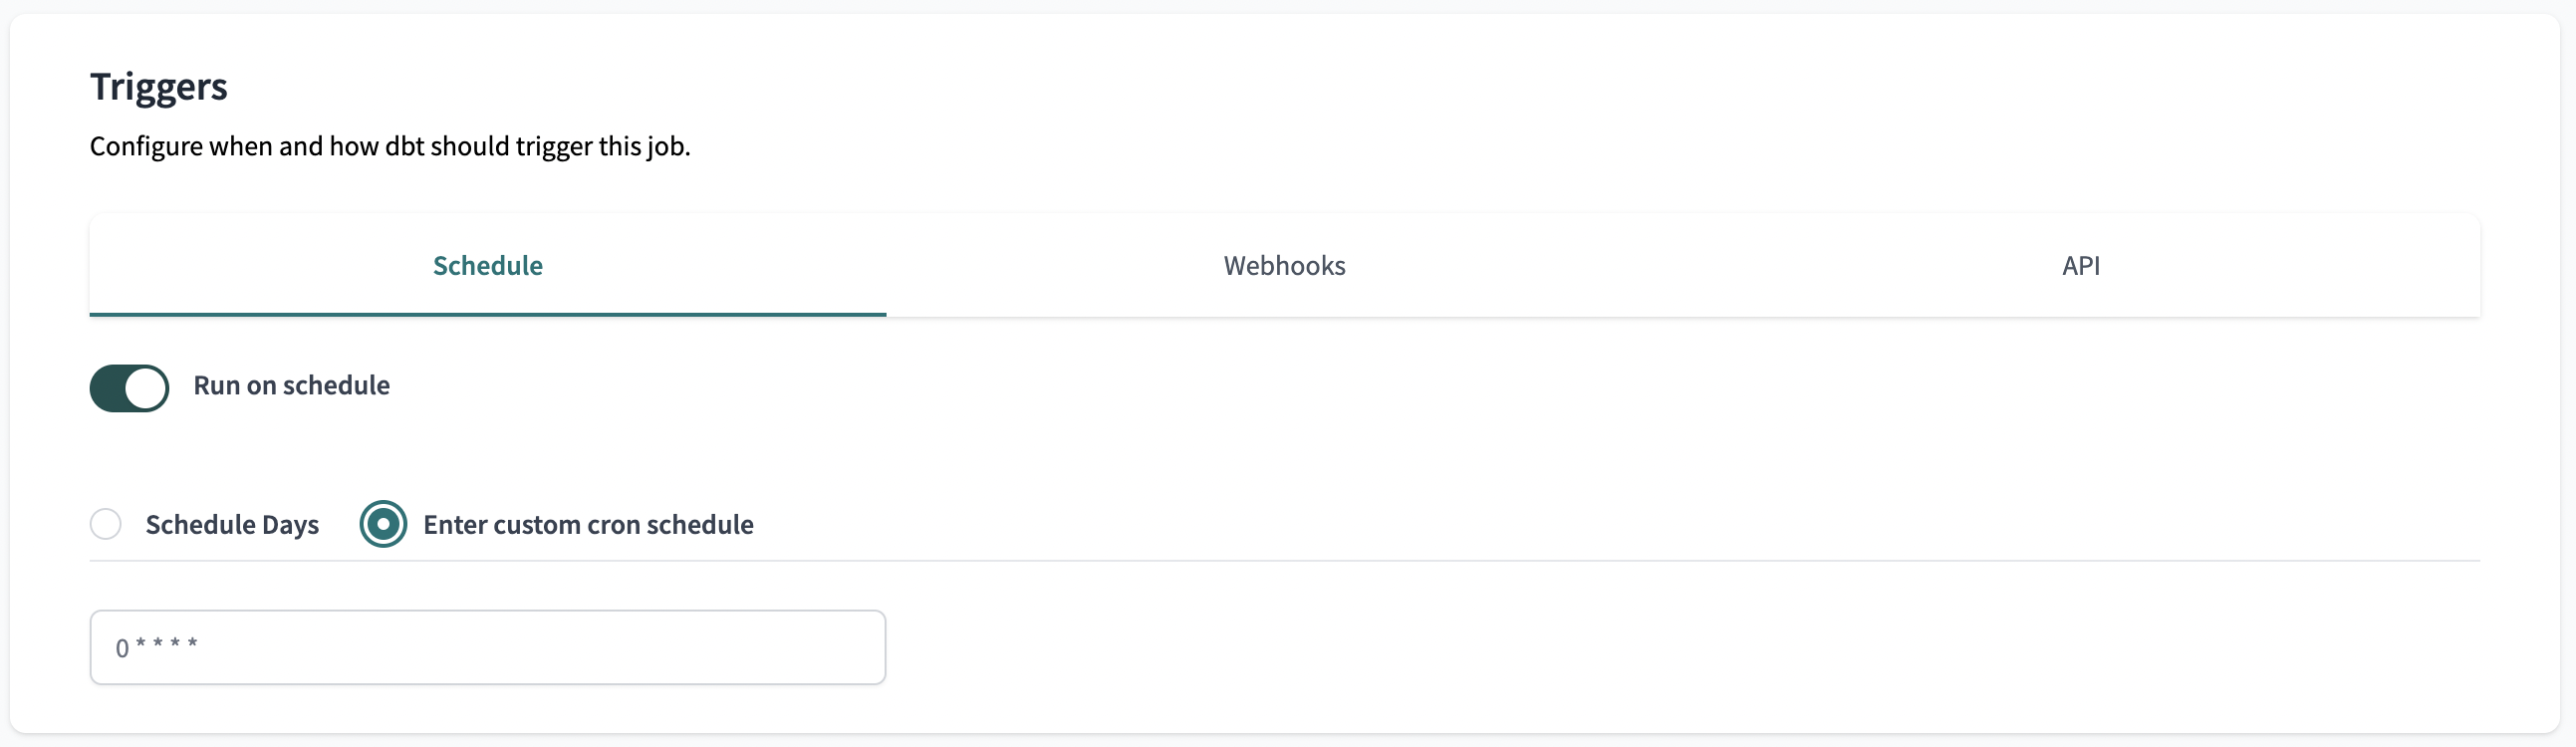 Triggers
Configure when and how dbt should trigger this job.
Schedule Webhooks API
Run on schedule
Schedule Days Enter custom cron schedule
0 * * * *